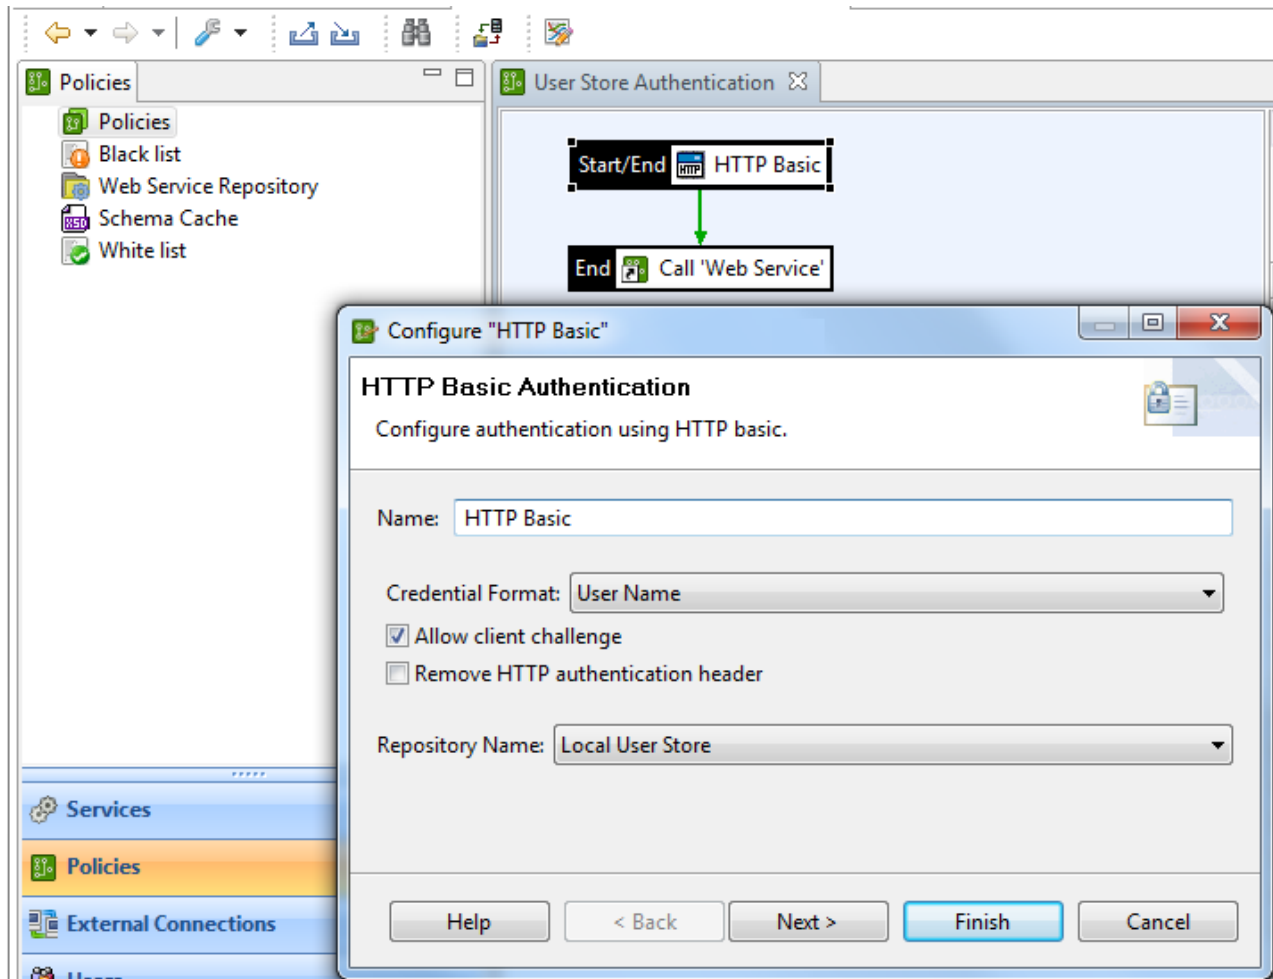 Policies
Policies
Black list
Web Service Repository
Schema Cache
White list
User Store Authentication
Start/End HTTP HTTP Basic
End Call 'Web Service'
Configure "HTTP Basic"
HTTP Basic Authentication
Configure authentication using HTTP basic.
Name: HTTP Basic
Credential Format: User Name
Allow client challenge
Remove HTTP authentication header
Repository Name: Local User Store
Services
Policies
External Connections
Help < Back Next > Finish Cancel